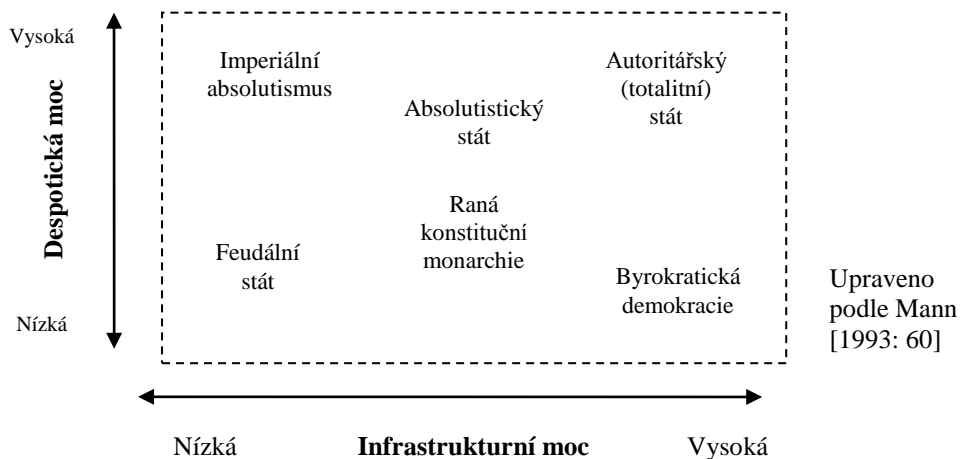 Vysoká
Despotická moc
Nízká
Imperiální
absolutismus
Absolutistický
stát
Autoritářský
(totalitní)
stát
Feudální
stát
Raná
konstituční
monarchie
Byrokratická
demokracie
Upraveno
podle Mann
[1993: 60]
Nízká
Infrastrukturní moc
Vysoká